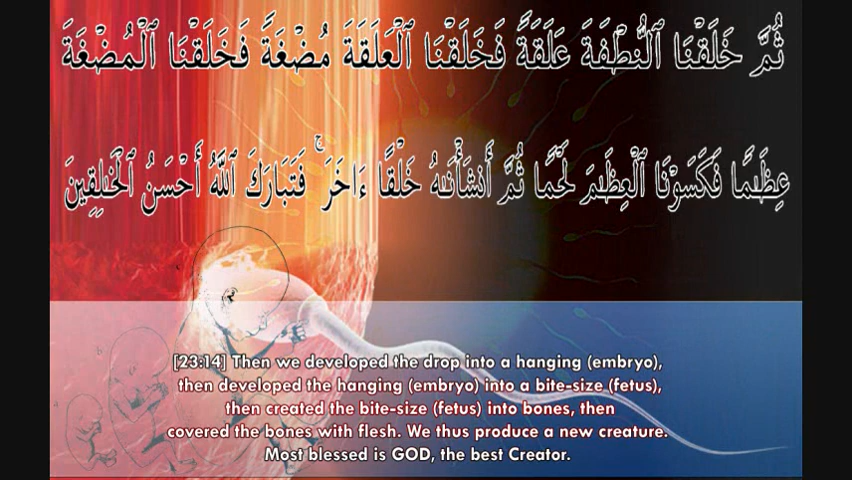 ثُمَّ خَلَقْنَا ٱلنُّطْفَةَ عَلَقَةً فَخَلَقْنَا ٱلْعَلَقَةَ مُضْغَةً فَخَلَقْنَا ٱلْمُضْغَةَ
عِظَـٰمًا فَكَسَوْنَا ٱلْعِظَـٰمَ لَحْمًا ثُمَّ أَنشَأْنَـٰهُ خَلْقًا ءَاخَرَ ۚ فَتَبَارَكَ ٱللَّهُ أَحْسَنُ ٱلْخَـٰلِقِينَ
[23:14] Then we developed the drop into a hanging (embryo),
then developed the hanging (embryo) into a bite-size (fetus),
then created the bite-size (fetus) into bones, then
covered the bones with flesh. We thus produce a new creature.
Most blessed is GOD, the best Creator.